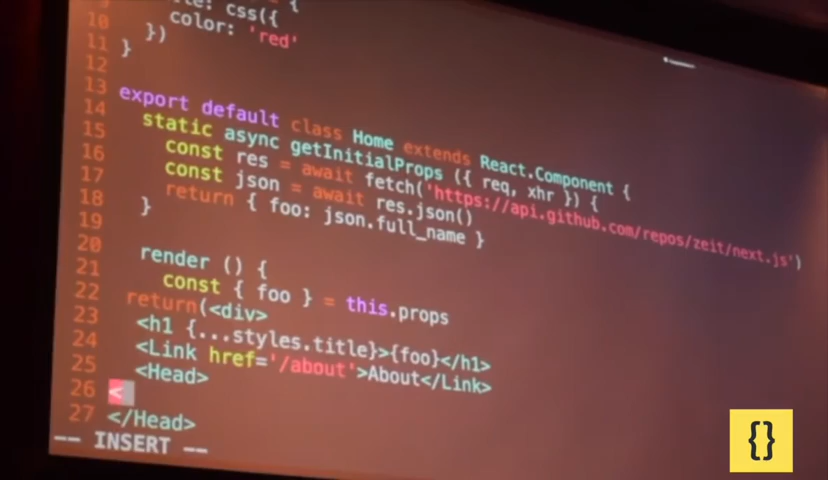 9 {
css({
10 color: 'red'
11 })
12 }
13
14 export default class Home extends React.Component {
15 static async getInitialProps ({ req, xhr }) {
16 const res = await fetch('https://api.github.com/repos/zeit/next.js')
17 const json = await res.json()
18 return { foo: json.full_name }
19 }
20
21 render () {
22 const { foo } = this.props
23 return(<div>
24 <h1 {...styles.title}>{foo}</h1>
25 <Link href='/about'>About</Link>
26 <Head>
27 <
</Head>
-- INSERT --
{}